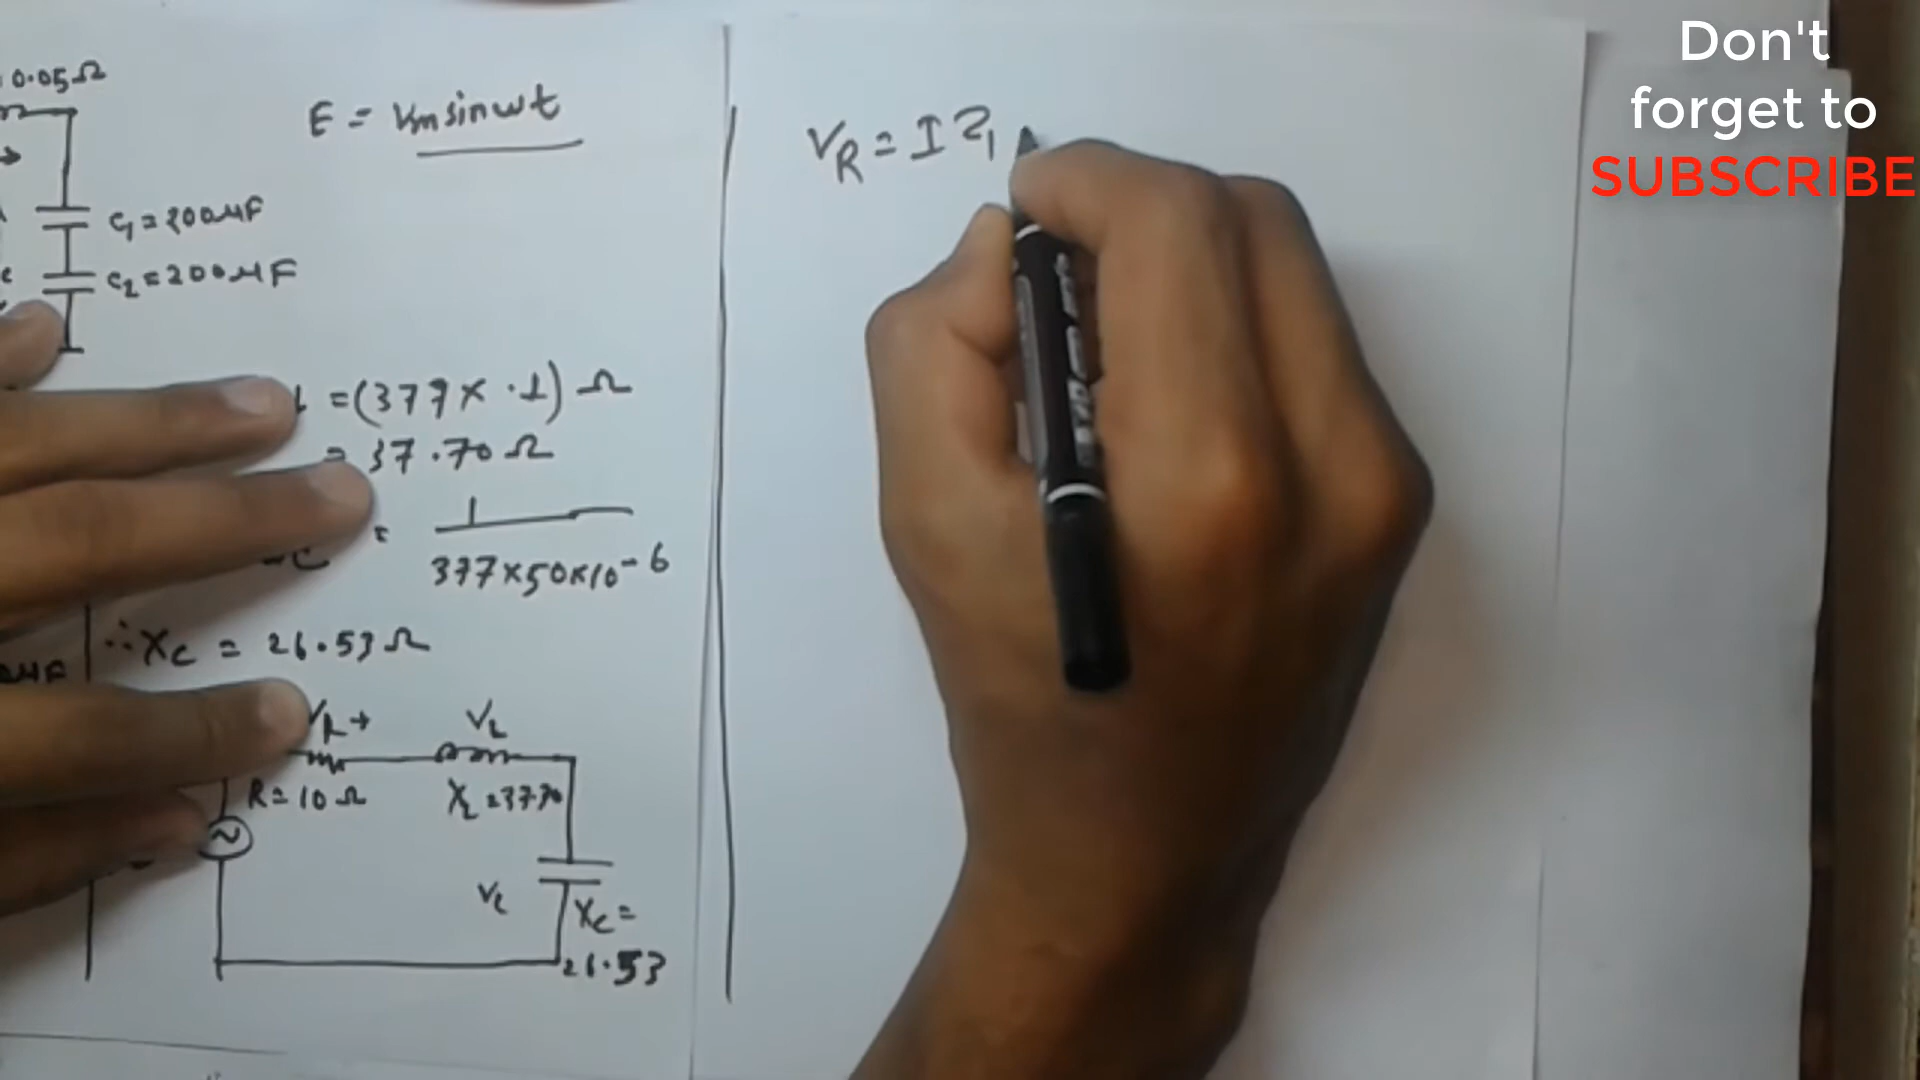 0.05Ω
E = Vm sinωt
C1 = 200μF
C2 = 200μF
= (377 × .1) Ω
= 37.70 Ω
= 1
377×50×10-6
∴ Xc = 26.53 Ω
μF
VR →
VL
R = 10 Ω
XL = 37.70
Vc
Xc =
26.53
VR = I
Don't
forget to
SUBSCRIBE